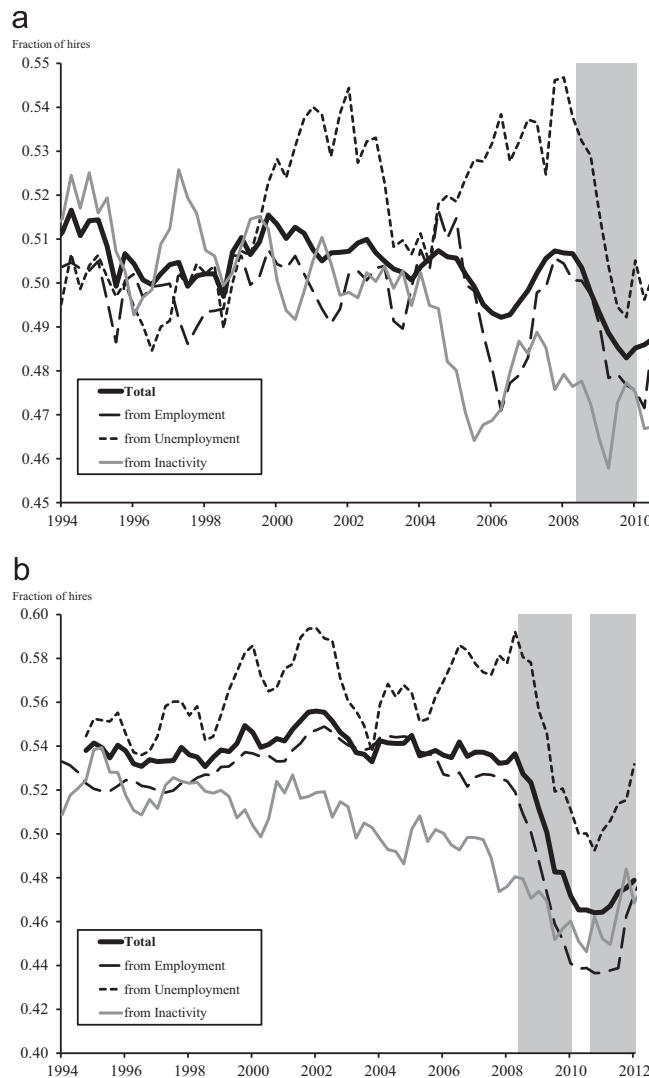 a
Fraction of hires
0.55
0.54
0.53
0.52
0.51
0.50
0.49
0.48
0.47
0.46
0.45
Total
from Employment
from Unemployment
from Inactivity
1994 1996 1998 2000 2002 2004 2006 2008 2010
b
Fraction of hires
0.60
0.58
0.56
0.54
0.52
0.50
0.48
0.46
0.44
0.42
0.40
Total
from Employment
from Unemployment
from Inactivity
1994 1996 1998 2000 2002 2004 2006 2008 2010 2012